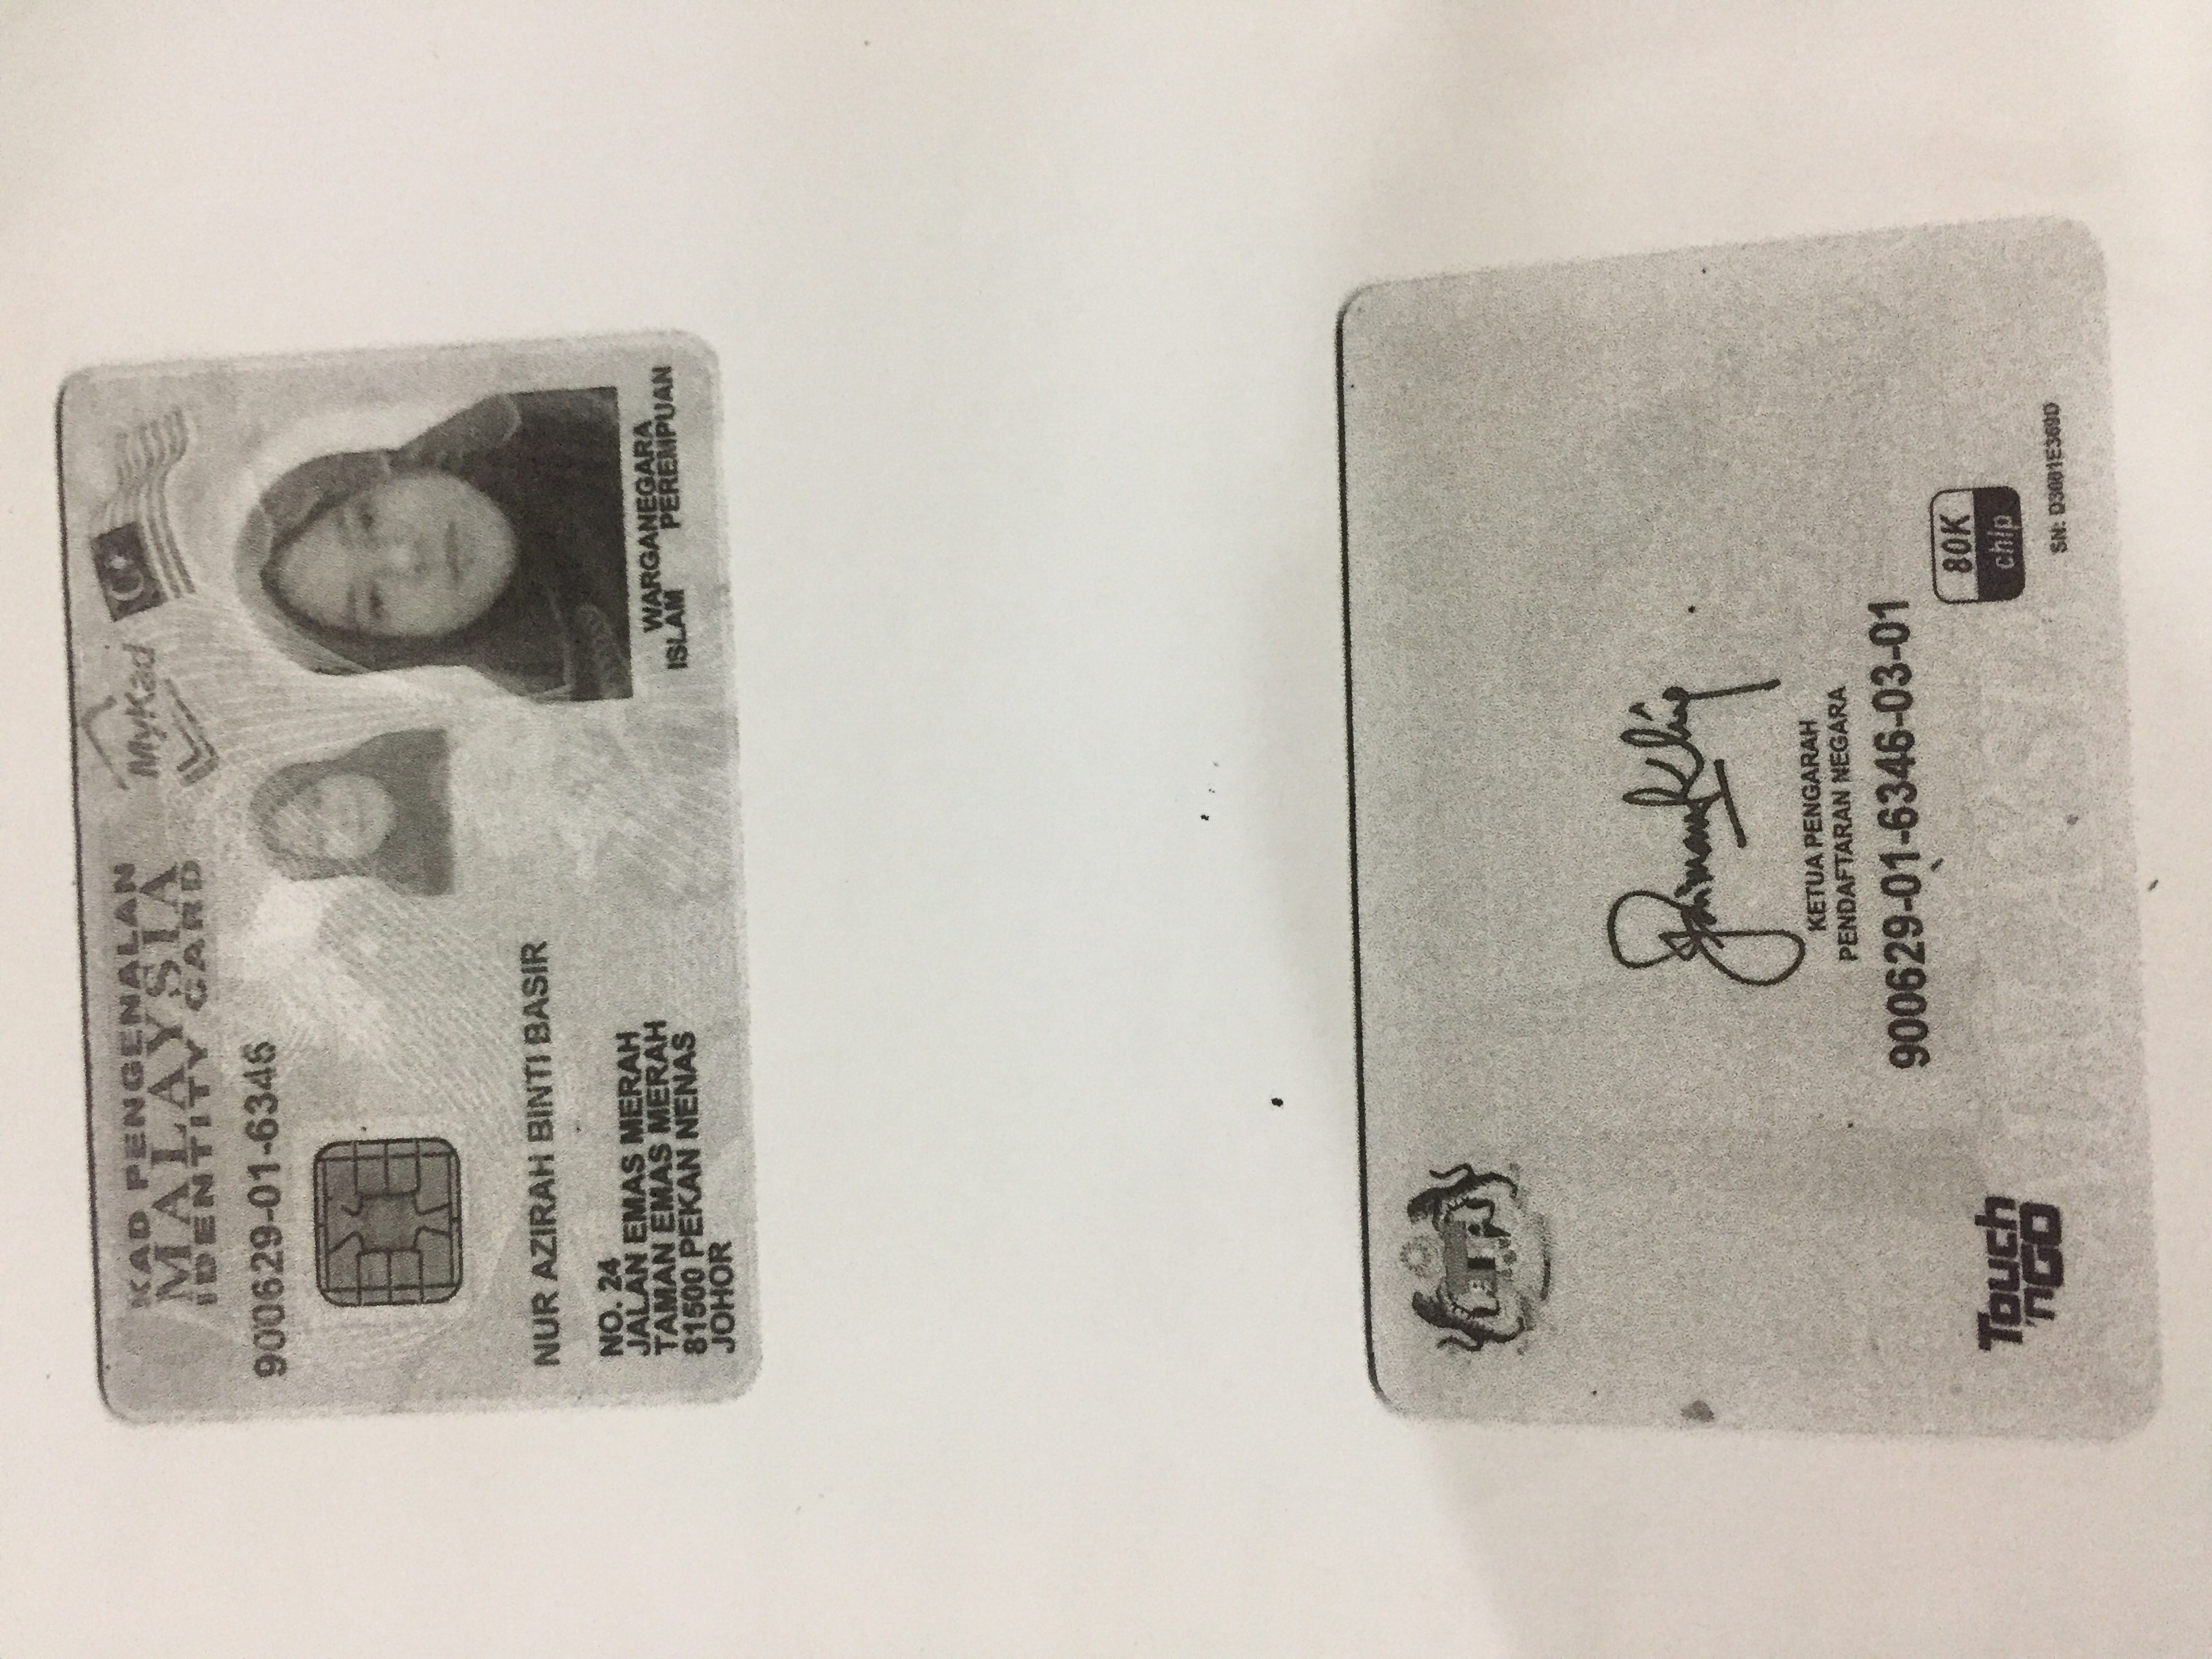 KAD PENGENALAN
MALAYSIA
IDENTITY CARD
MyKad
900629-01-6346
NUR AZIRAH BINTI BASIR
NO. 24
JALAN EMAS MERAH
TAMAN EMAS MERAH
81500 PEKAN NENAS
JOHOR
WARGANEGARA
ISLAM PEREMPUAN
KETUA PENGARAH
PENDAFTARAN NEGARA
900629-01-6346-03-01
80K
chip
Touch
'nGO
SN: